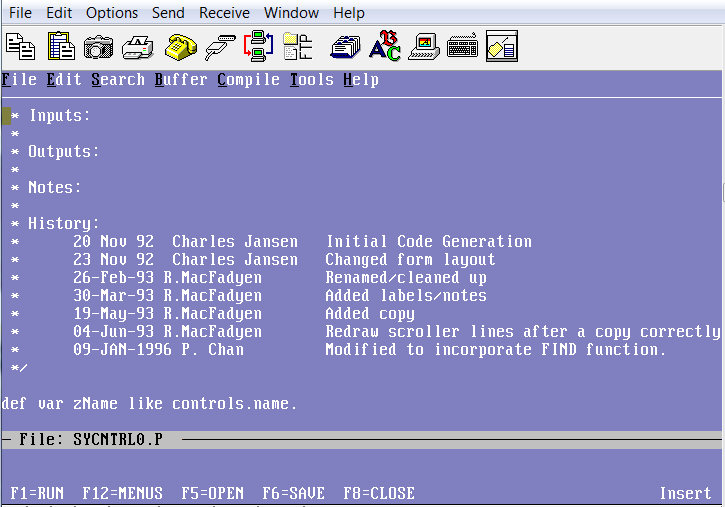 File Edit Options Send Receive Window Help
File Edit Search Buffer Compile Tools Help
* Inputs:
*
* Outputs:
*
* Notes:
*
* History:
* 20 Nov 92 Charles Jansen Initial Code Generation
* 23 Nov 92 Charles Jansen Changed form layout
* 26-Feb-93 R.MacFadyen Renamed/cleaned up
* 30-Mar-93 R.MacFadyen Added labels/notes
* 19-May-93 R.MacFadyen Added copy
* 04-Jun-93 R.MacFadyen Redraw scroller lines after a copy correctly
* 09-JAN-1996 P. Chan Modified to incorporate FIND function.
*/
def var zName like controls.name.
File: SYCNTRL0.P
F1=RUN F12=MENUS F5=OPEN F6=SAVE F8=CLOSE Insert